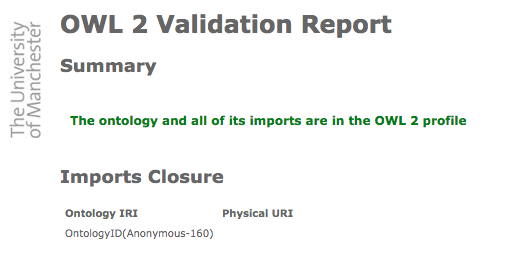 The University
of Manchester
OWL 2 Validation Report
Summary
The ontology and all of its imports are in the OWL 2 profile
Imports Closure
Ontology IRI Physical URI
OntologyID(Anonymous-160)